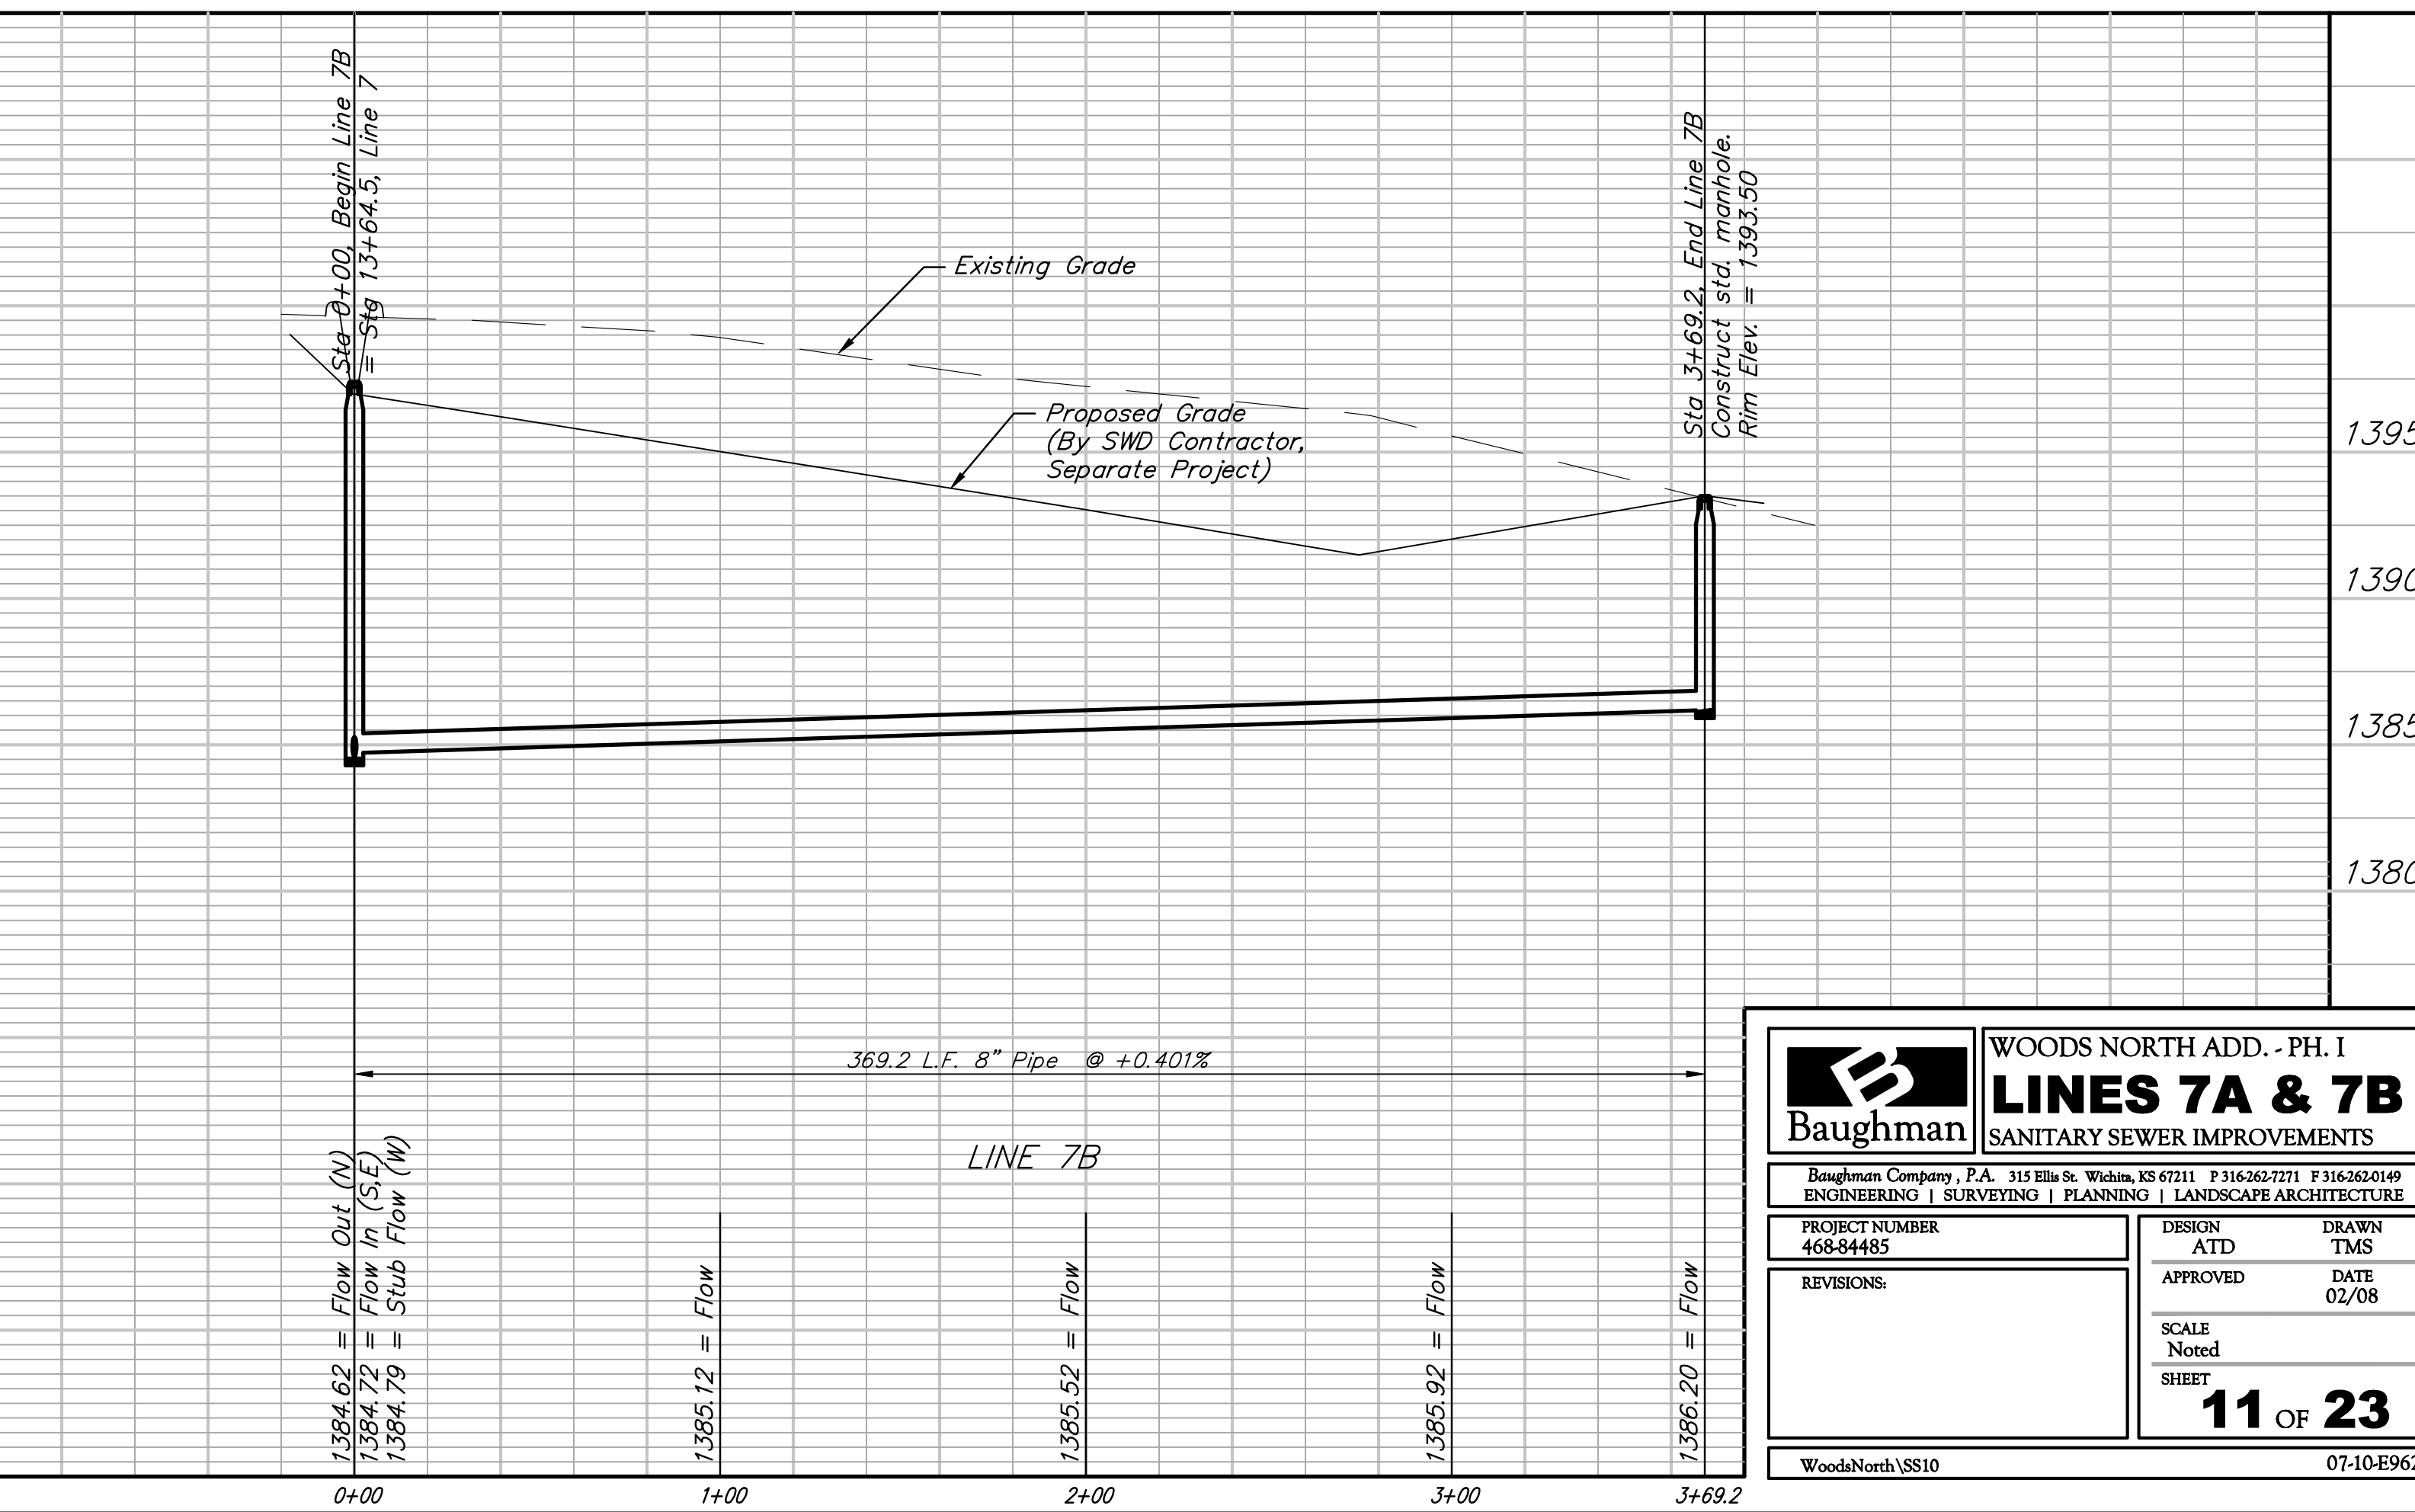 Sta 0+00, Begin Line 7B
= Sta 13+64.5, Line 7
Sta 3+69.2, End Line 7B
Construct std. manhole.
Rim Elev. = 1393.50
Existing Grade
Proposed Grade
(By SWD Contractor,
Separate Project)
1395
1390
1385
1380
369.2 L.F. 8" Pipe @ +0.401%
LINE 7B
1384.62 = Flow Out (N)
1384.72 = Flow In (S,E)
1384.79 = Stub Flow (W)
1385.12 = Flow
1385.52 = Flow
1385.92 = Flow
1386.20 = Flow
0+00
1+00
2+00
3+00
3+69.2
Baughman
WOODS NORTH ADD. - PH. I
LINES 7A & 7B
SANITARY SEWER IMPROVEMENTS
Baughman Company, P.A. 315 Ellis St. Wichita, KS 67211 P 316-262-7271 F 316-262-0149
ENGINEERING | SURVEYING | PLANNING | LANDSCAPE ARCHITECTURE
PROJECT NUMBER
468-84485
REVISIONS:
DESIGN
ATD
DRAWN
TMS
APPROVED
DATE
02/08
SCALE
Noted
SHEET
11 OF 23
WoodsNorth\SS10
07-10-E962